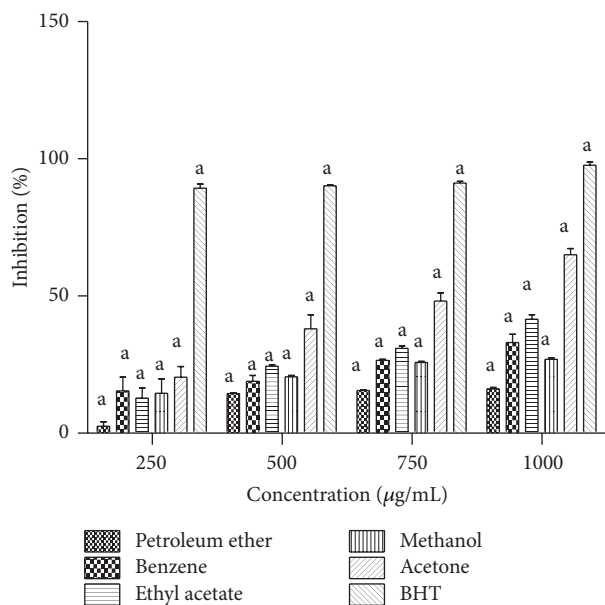 150
100
50
0
Inhibition (%)
a a a a a a
a a a a a a
a a a a a a
a a a a a a
250 500 750 1000
Concentration (µg/mL)
Petroleum ether
Benzene
Ethyl acetate
Methanol
Acetone
BHT